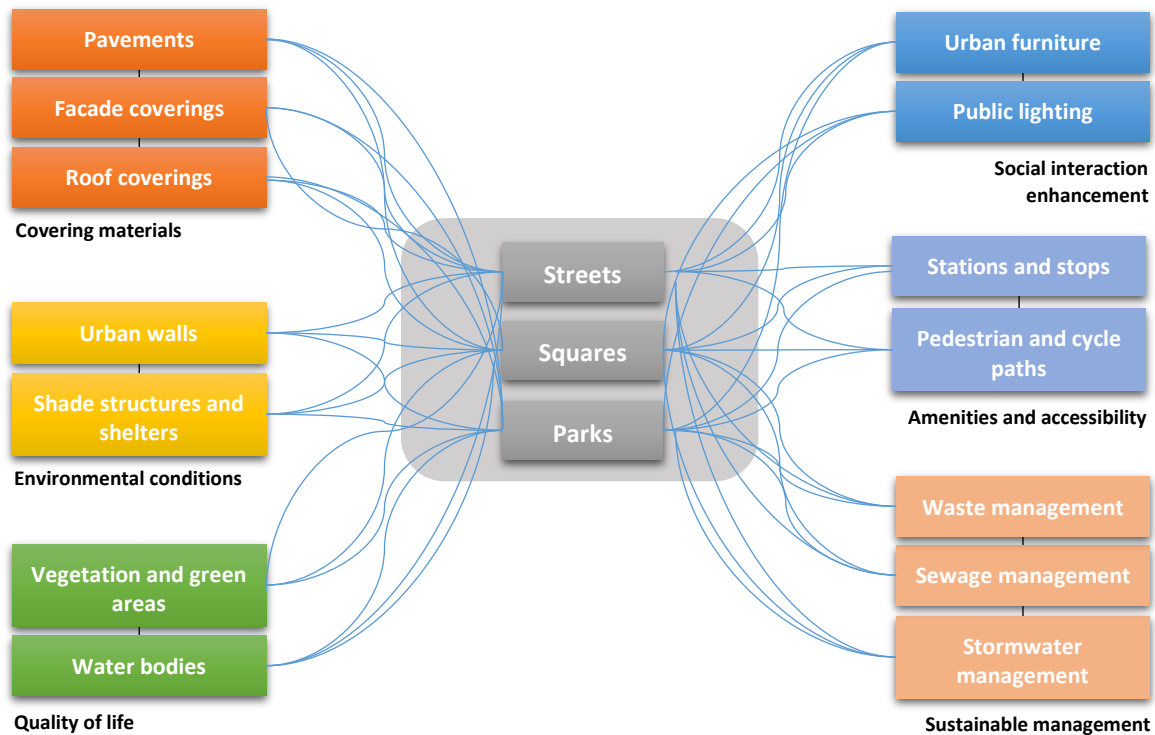 Pavements
Facade coverings
Roof coverings
Covering materials
Urban walls
Shade structures and
shelters
Environmental conditions
Vegetation and green
areas
Water bodies
Quality of life
Streets
Squares
Parks
Urban furniture
Public lighting
Social interaction
enhancement
Stations and stops
Pedestrian and cycle
paths
Amenities and accessibility
Waste management
Sewage management
Stormwater
management
Sustainable management